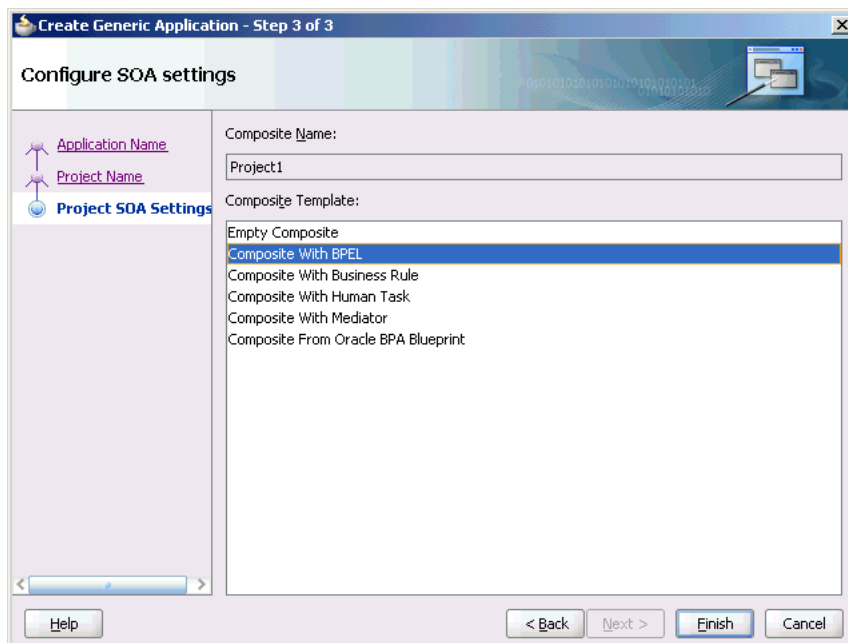 Create Generic Application - Step 3 of 3
Configure SOA settings
Application Name
Project Name
Project SOA Settings
Composite Name:
Project1
Composite Template:
Empty Composite
Composite With BPEL
Composite With Business Rule
Composite With Human Task
Composite With Mediator
Composite From Oracle BPA Blueprint
Help
< Back
Next >
Finish
Cancel